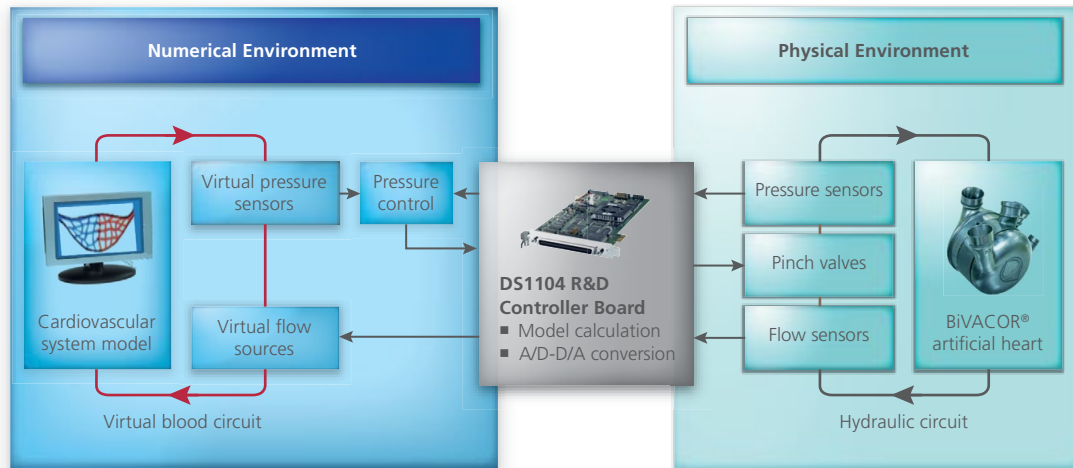 Numerical Environment
Physical Environment
Virtual pressure
sensors
Pressure
control
Pressure sensors
Pinch valves
DS1104 R&D
Controller Board
■ Model calculation
■ A/D-D/A conversion
Cardiovascular
system model
Virtual flow
sources
Flow sensors
BiVACOR®
artificial heart
Virtual blood circuit
Hydraulic circuit